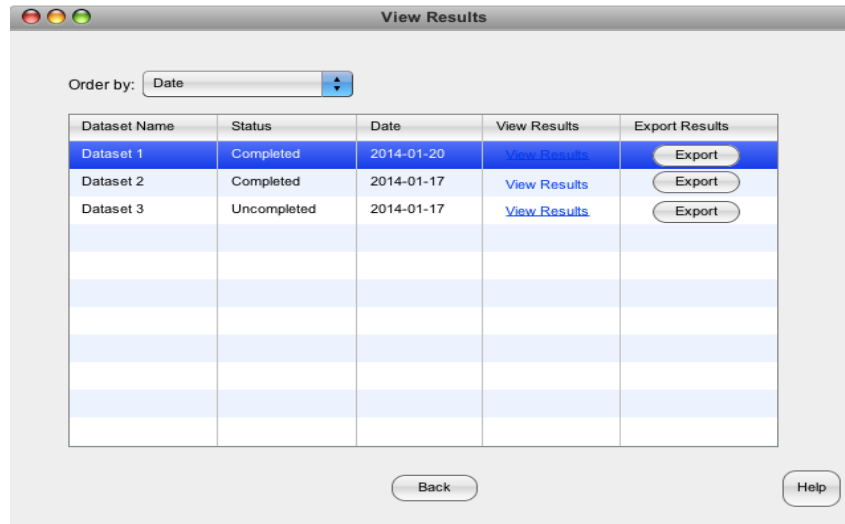 View Results
Order by: Date
Dataset Name Status Date View Results Export Results
Dataset 1 Completed 2014-01-20 View Results Export
Dataset 2 Completed 2014-01-17 View Results Export
Dataset 3 Uncompleted 2014-01-17 View Results Export
Back Help